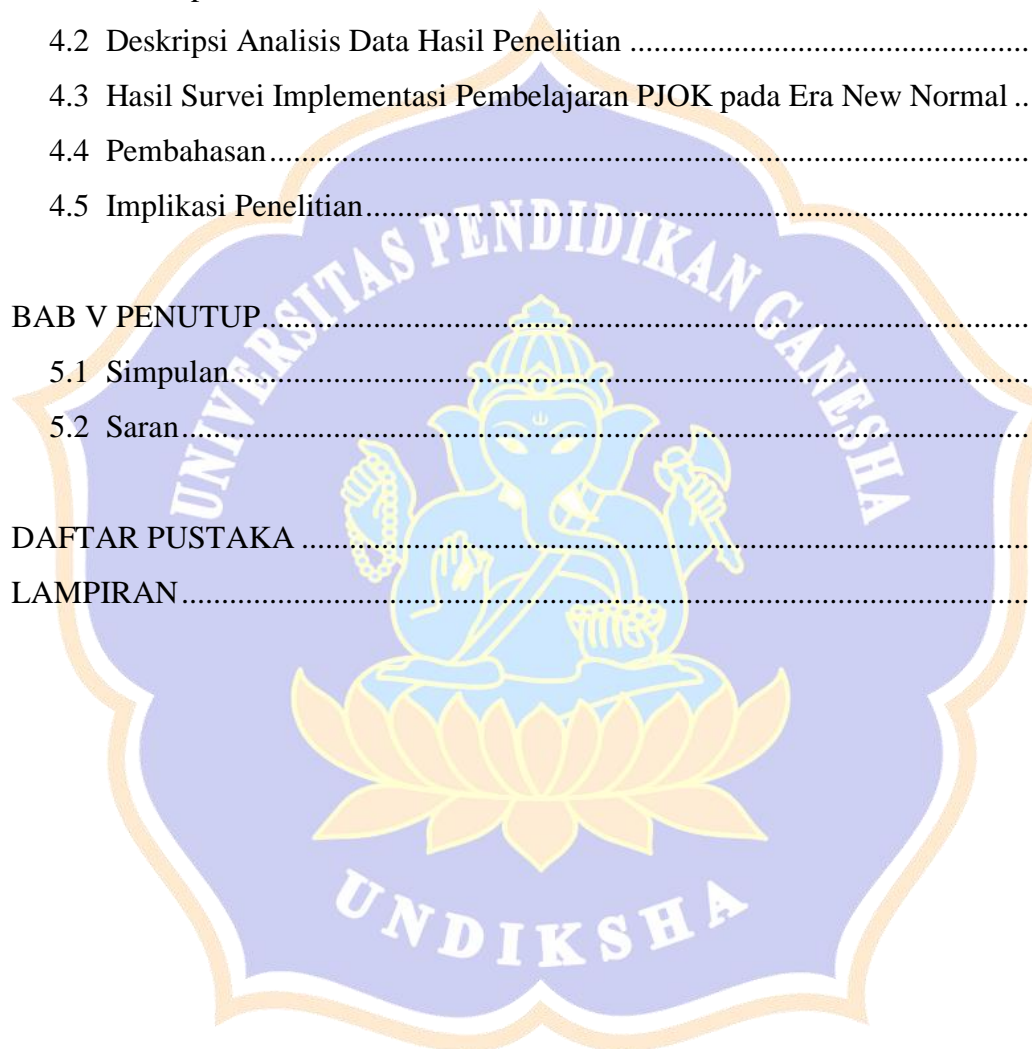 4.2 Deskripsi Analisis Data Hasil Penelitian ................................................
4.3 Hasil Survei Implementasi Pembelajaran PJOK pada Era New Normal ..
4.4 Pembahasan..............................................................................................
4.5 Implikasi Penelitian...................................................................................
UNIVERSITAS PENDIDIKAN GANESHA
BAB V PENUTUP..........................................................................................
5.1 Simpulan...................................................................................................
5.2 Saran.........................................................................................................
DAFTAR PUSTAKA .....................................................................................
LAMPIRAN...................................................................................................
UNDIKSHA